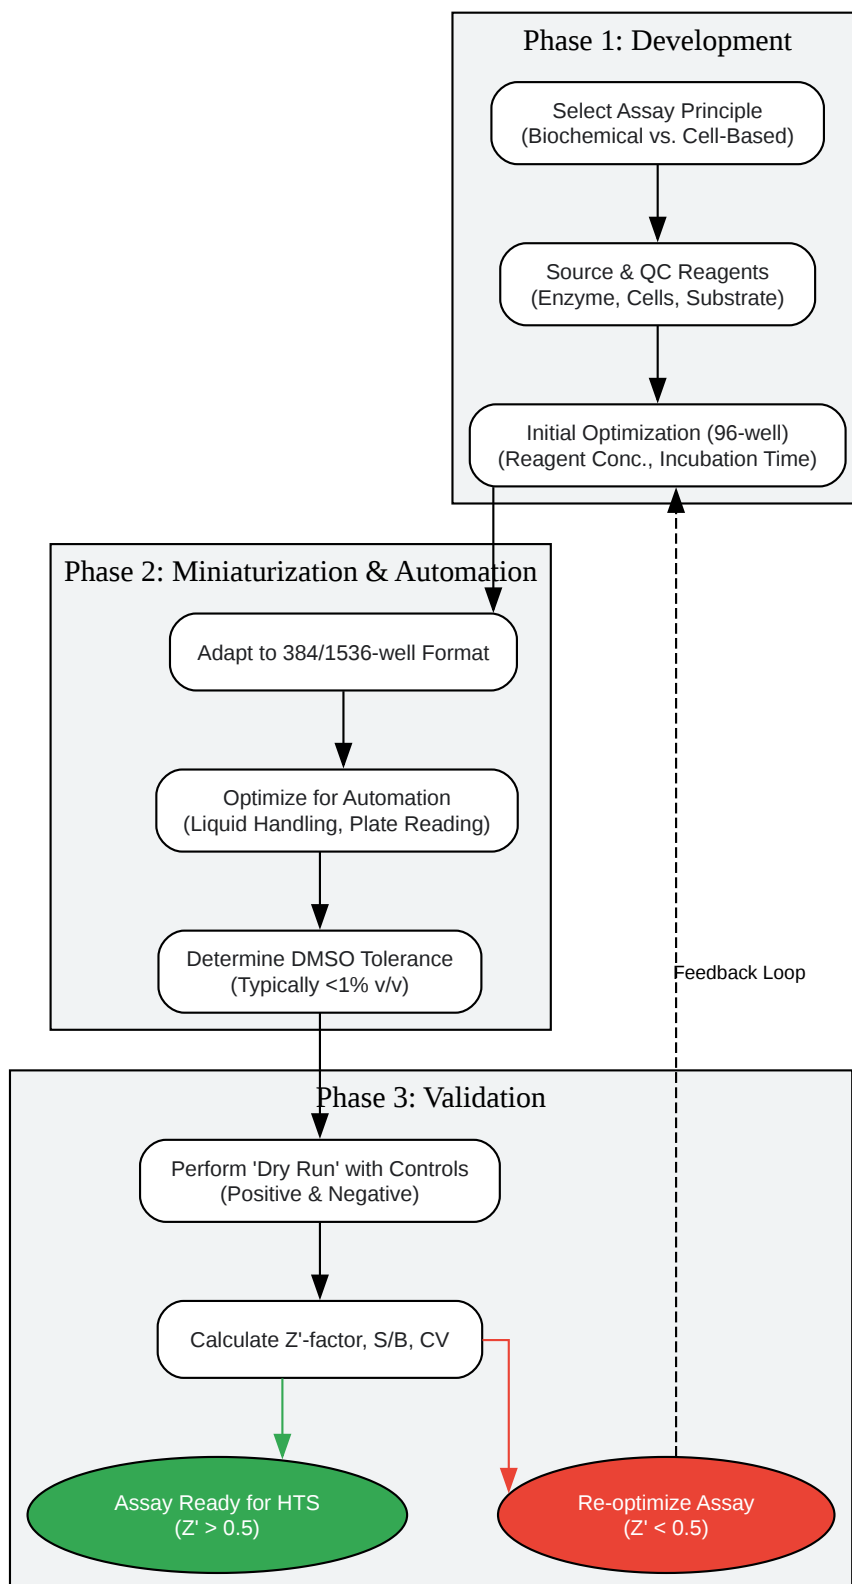 Phase 1: Development
Select Assay Principle
(Biochemical vs. Cell-Based)
Source & QC Reagents
(Enzyme, Cells, Substrate)
Initial Optimization (96-well)
(Reagent Conc., Incubation Time)
Phase 2: Miniaturization & Automation
Adapt to 384/1536-well Format
Optimize for Automation
(Liquid Handling, Plate Reading)
Determine DMSO Tolerance
(Typically <1% v/v)
Feedback Loop
Phase 3: Validation
Perform 'Dry Run' with Controls
(Positive & Negative)
Calculate Z'-factor, S/B, CV
Assay Ready for HTS
(Z' > 0.5)
Re-optimize Assay
(Z' < 0.5)